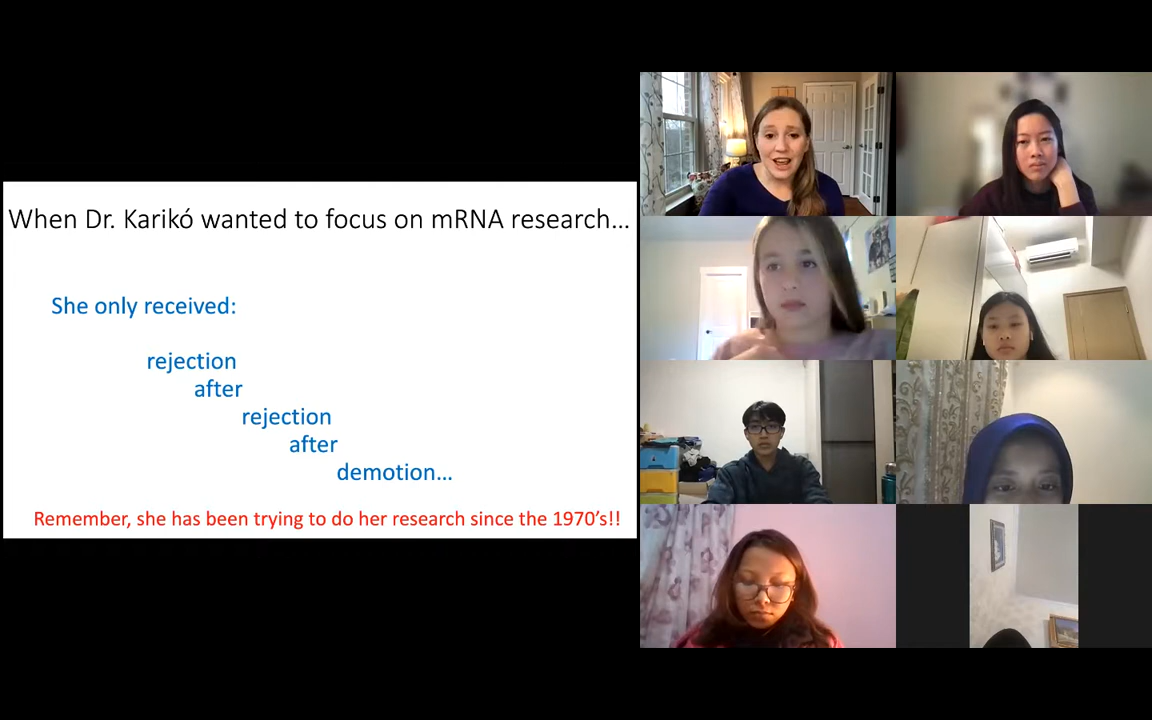 When Dr. Karikó wanted to focus on mRNA research...
She only received:
rejection
after
rejection
after
demotion...
Remember, she has been trying to do her research since the 1970's!!